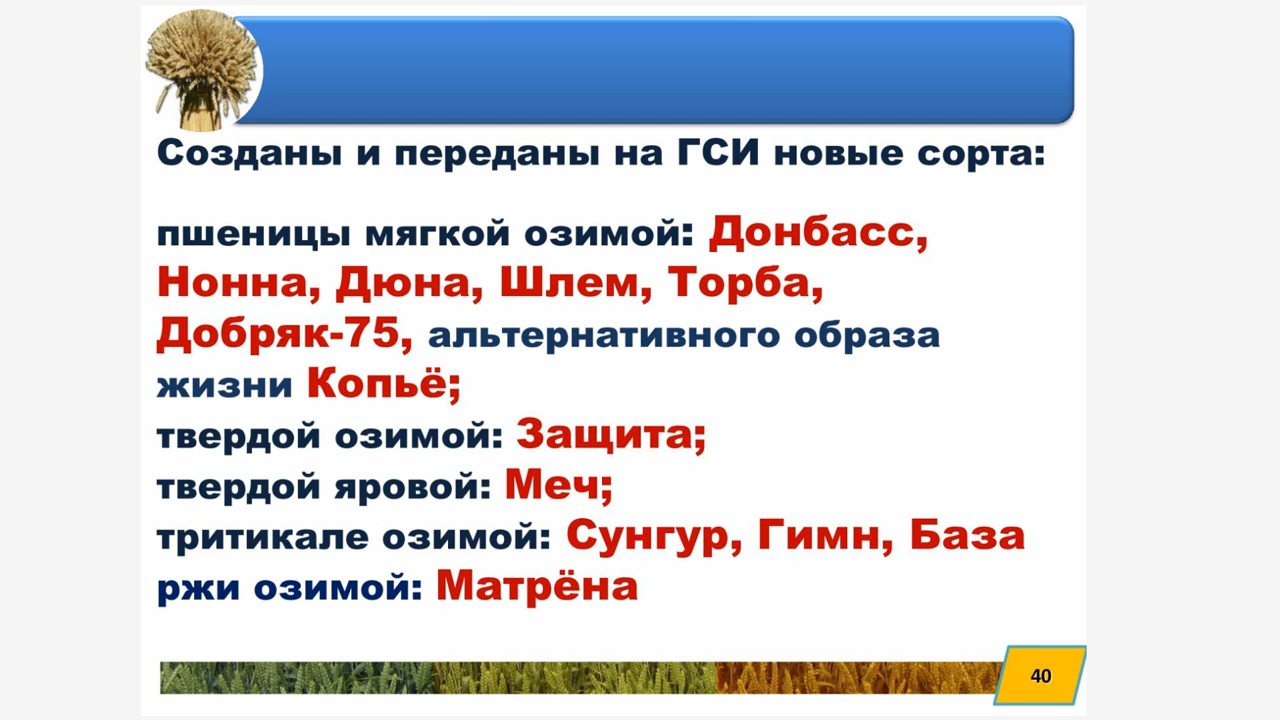 Созданы и переданы на ГСИ новые сорта:
пшеницы мягкой озимой: Донбасс,
Нонна, Дюна, Шлем, Торба,
Добряк-75, альтернативного образа
жизни Копьё;
твердой озимой: Защита;
твердой яровой: Меч;
тритикале озимой: Сунгур, Гимн, База
ржи озимой: Матрёна
40